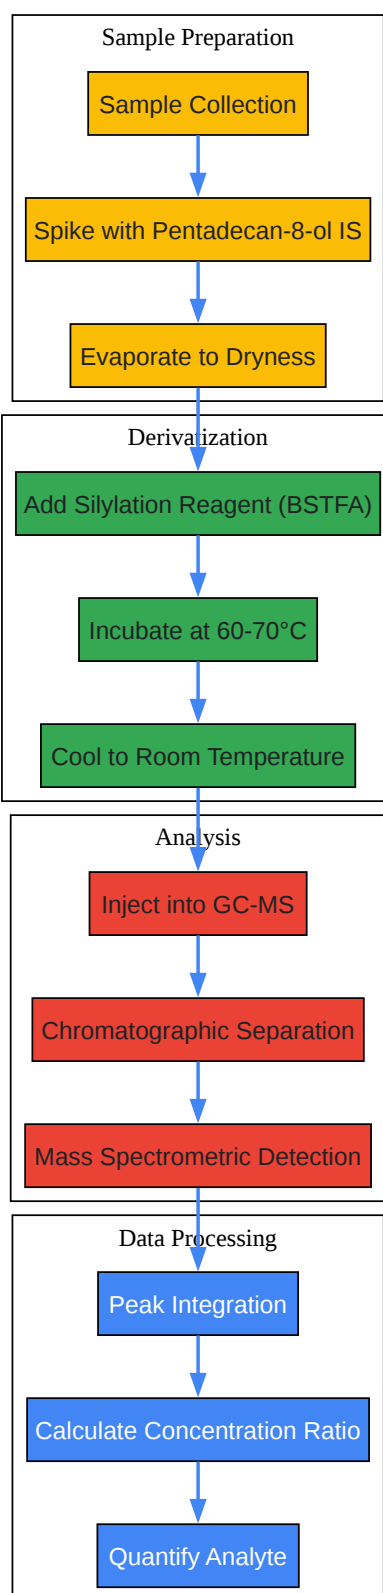 Sample Preparation
Sample Collection
Spike with Pentadecan-8-ol IS
Evaporate to Dryness
Derivatization
Add Silylation Reagent (BSTFA)
Incubate at 60-70°C
Cool to Room Temperature
Analysis
Inject into GC-MS
Chromatographic Separation
Mass Spectrometric Detection
Data Processing
Peak Integration
Calculate Concentration Ratio
Quantify Analyte